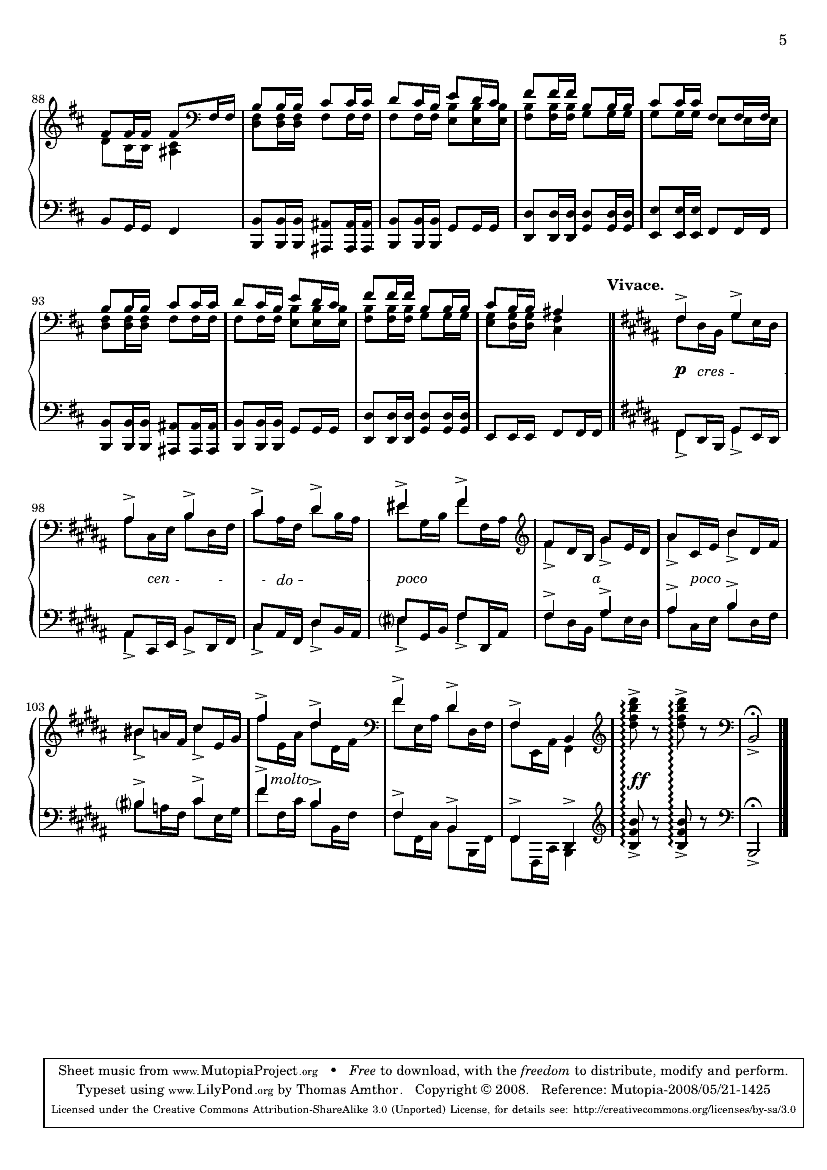 5
88
93
Vivace.
p cres - -
98
cen - - - do - - poco a poco
103
molto
ff
Sheet music from www.MutopiaProject.org • Free to download, with the freedom to distribute, modify and perform.
Typeset using www.LilyPond.org by Thomas Amthor. Copyright © 2008. Reference: Mutopia-2008/05/21-1425
Licensed under the Creative Commons Attribution-ShareAlike 3.0 (Unported) License, for details see: http://creativecommons.org/licenses/by-sa/3.0